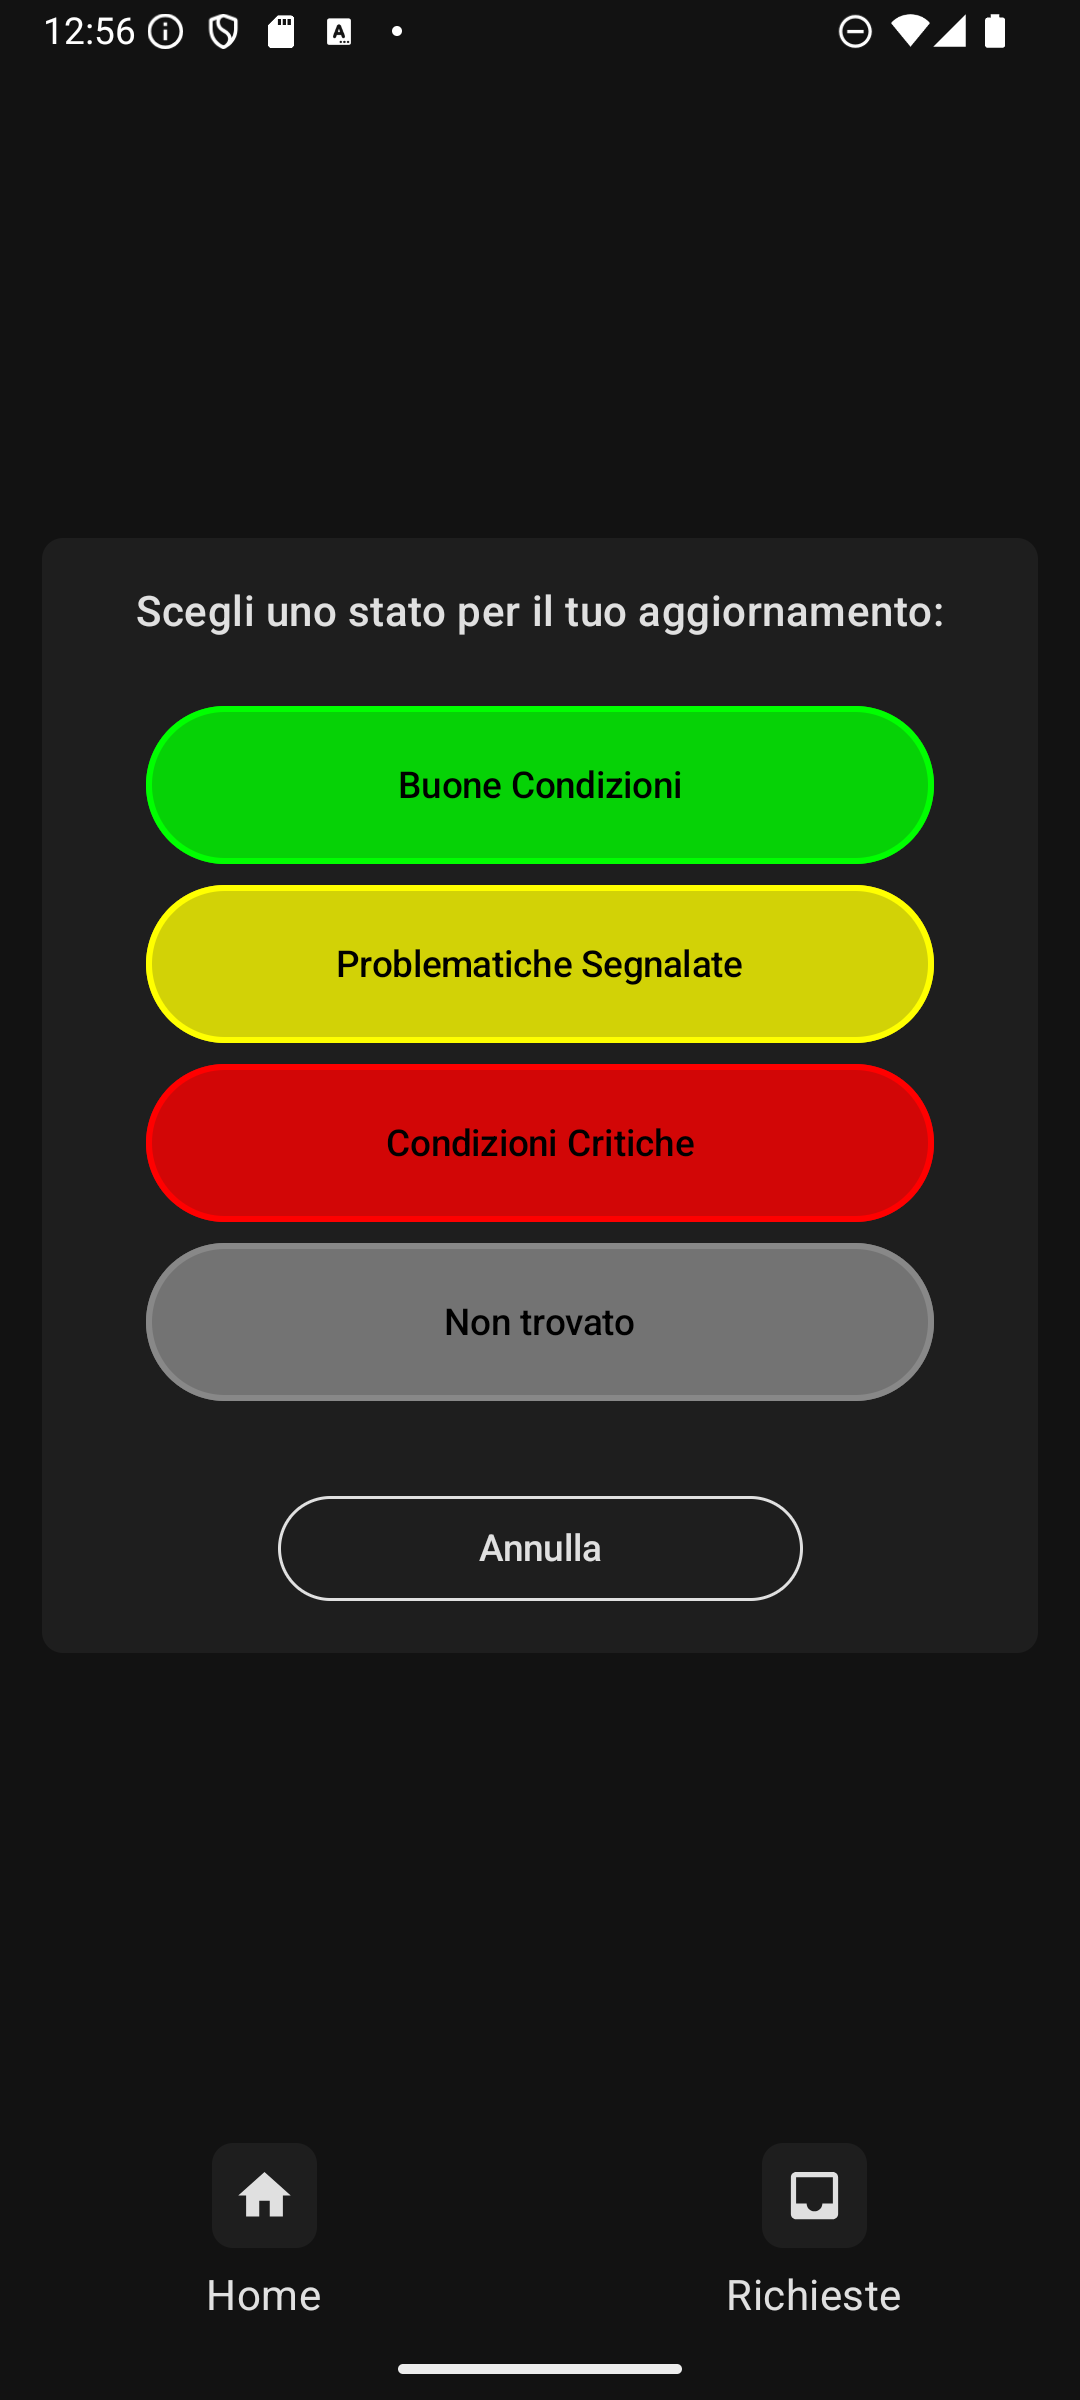 12:56
Scegli uno stato per il tuo aggiornamento:
Buone Condizioni
Problematiche Segnalate
Condizioni Critiche
Non trovato
Annulla
Home
Richieste